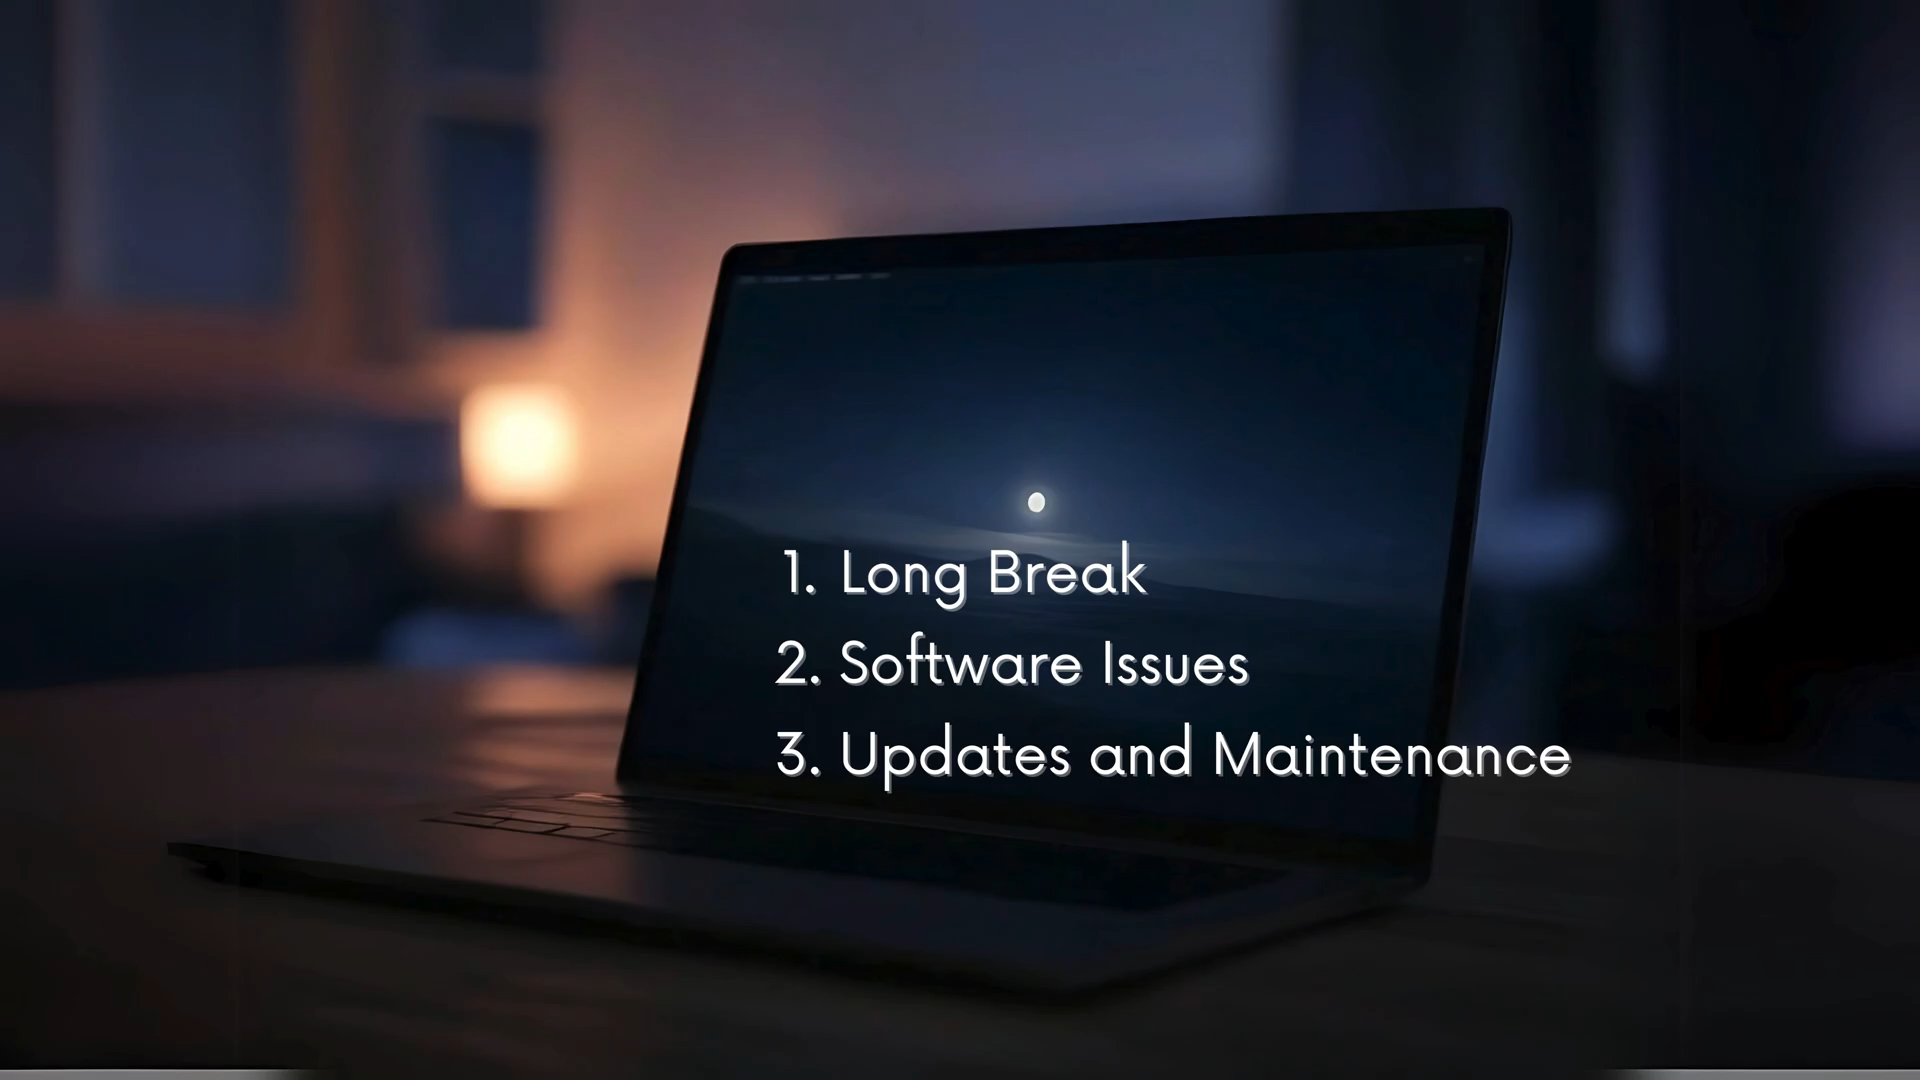 1. Long Break
2. Software Issues
3. Updates and Maintenance